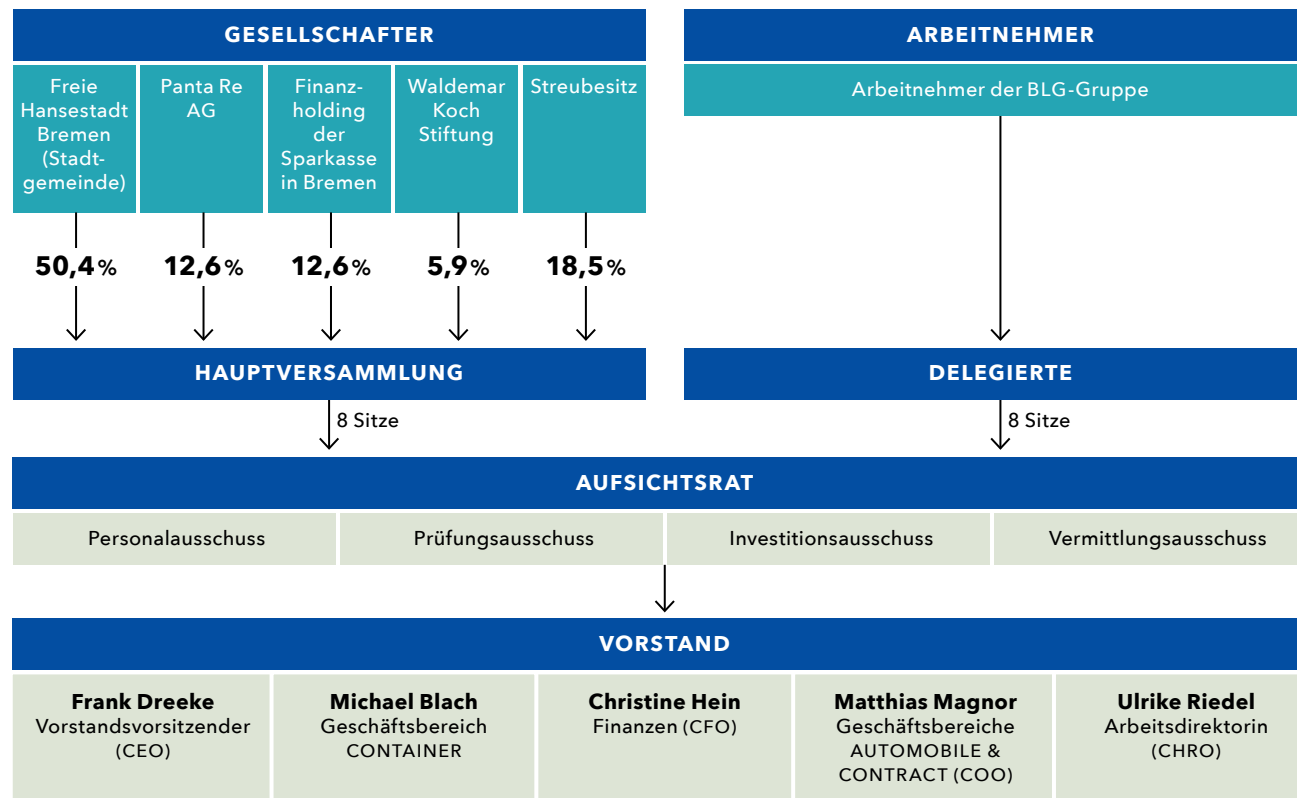 GESELLSCHAFTER
Freie
Hansestadt
Bremen
(Stadt-
gemeinde)
Panta Re
AG
Finanz-
holding
der
Sparkasse
in Bremen
Waldemar
Koch
Stiftung
Streubesitz
50,4 %
12,6 %
12,6 %
5,9 %
18,5 %
HAUPTVERSAMMLUNG
8 Sitze
ARBEITNEHMER
Arbeitnehmer der BLG-Gruppe
DELEGIERTE
8 Sitze
AUFSICHTSRAT
Personalausschuss
Prüfungsausschuss
Investitionsausschuss
Vermittlungsausschuss
VORSTAND
Frank Dreeke
Vorstandsvorsitzender
(CEO)
Michael Blach
Geschäftsbereich
CONTAINER
Christine Hein
Finanzen (CFO)
Matthias Magnor
Geschäftsbereiche
AUTOMOBILE &
CONTRACT (COO)
Ulrike Riedel
Arbeitsdirektorin
(CHRO)